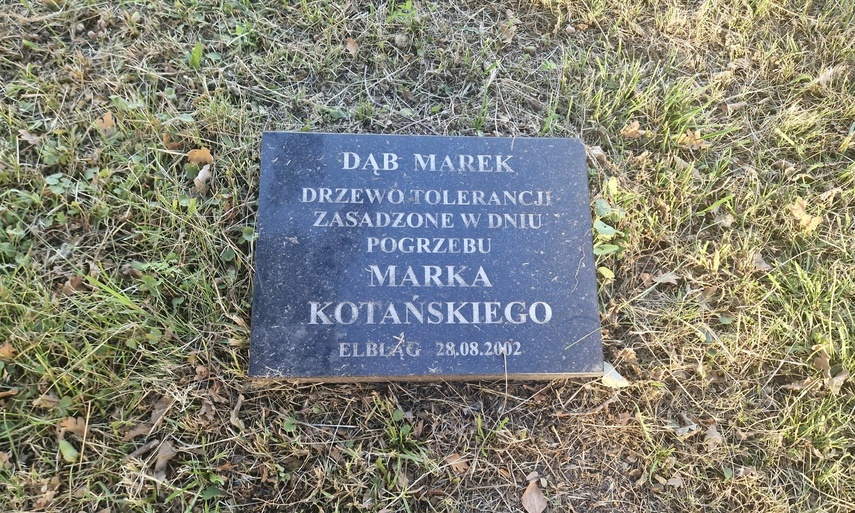 DĄB MAREK
DRZEWO TOLERANCJI
ZASADZONE W DNIU
POGRZEBU
MARKA
KOTAŃSKIEGO
ELBLĄG 28.08.2002